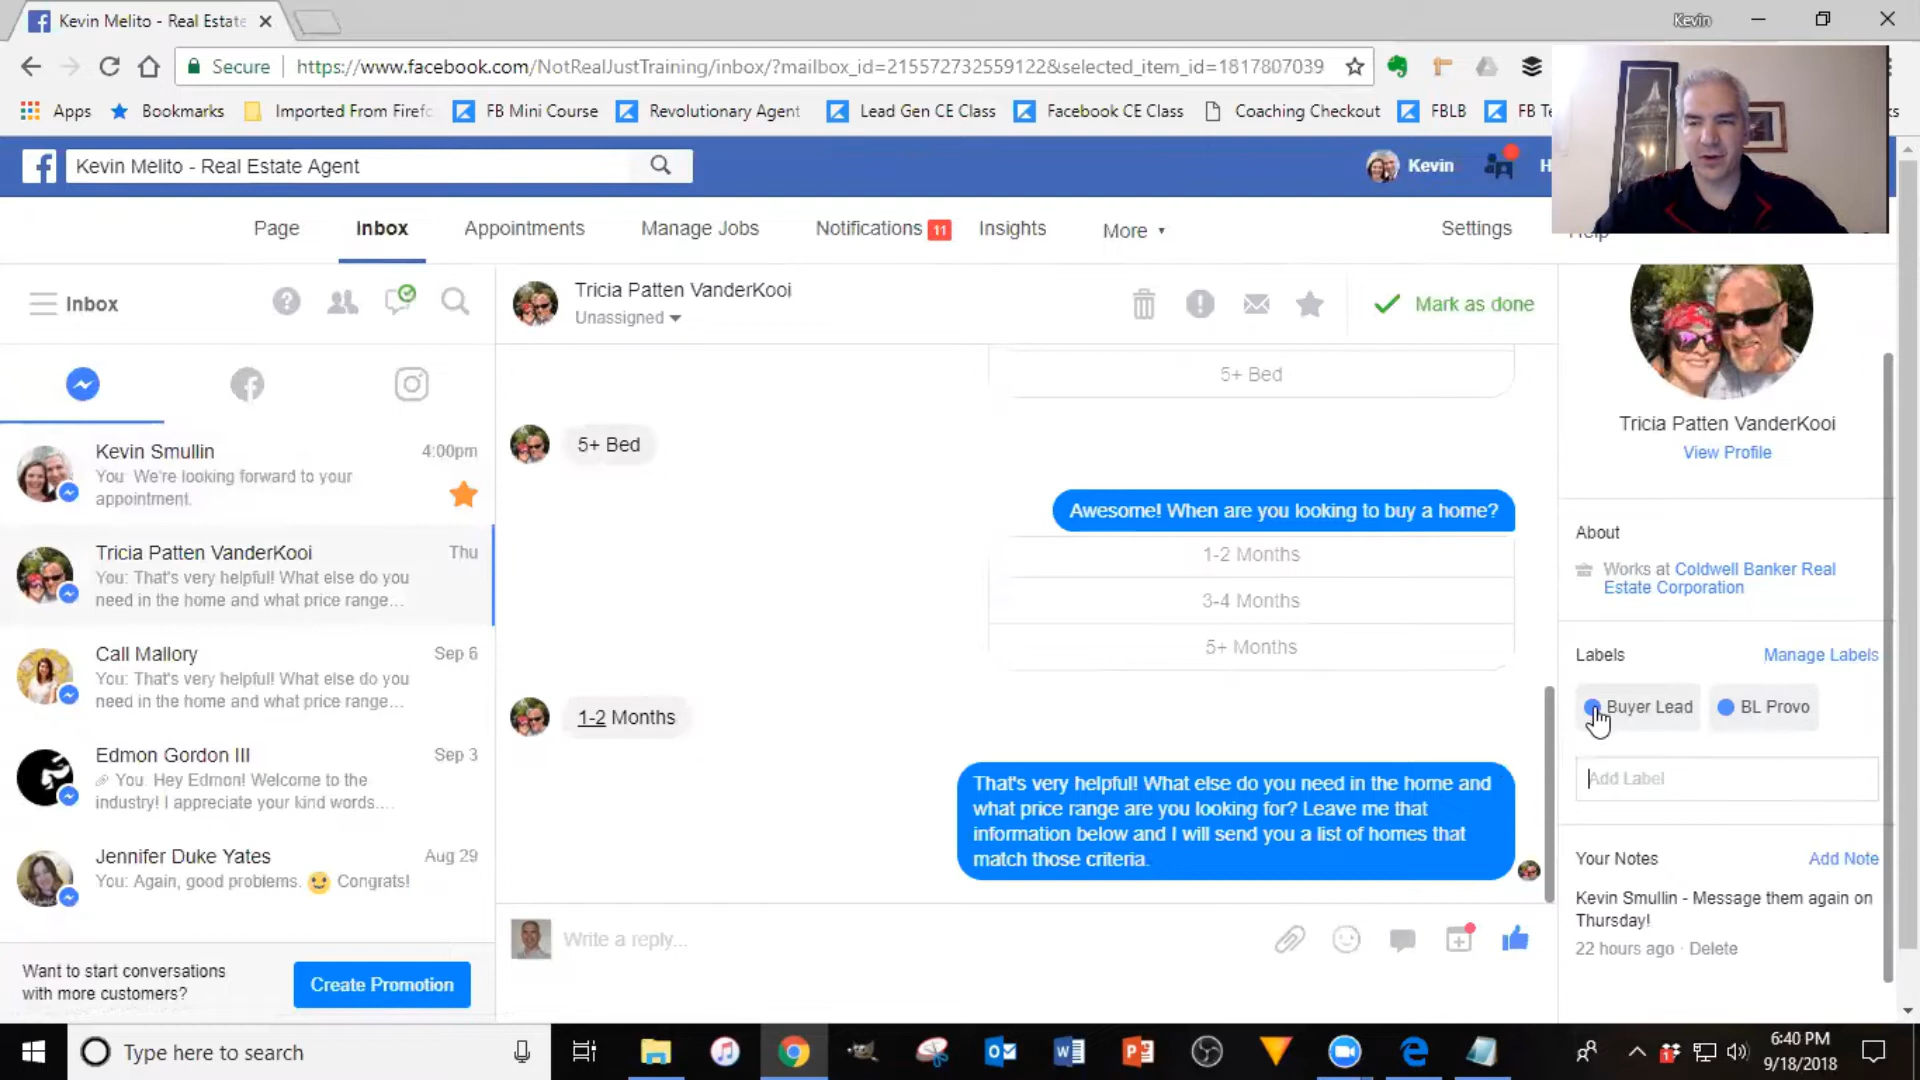 Kevin Melito - Real Estate
Kevin
Secure
https://www.facebook.com/NotRealJustTraining/inbox/?mailbox_id=215572732559122&selected_item_id=1817807039
Apps
Bookmarks
Imported From Firefo
FB Mini Course
Revolutionary Agent
Lead Gen CE Class
Facebook CE Class
Coaching Checkout
FBLB
FB Te
ks
Kevin Melito - Real Estate Agent
Kevin
H
Page
Inbox
Appointments
Manage Jobs
Notifications 11
Insights
More
Settings
Help
Inbox
Tricia Patten VanderKooi
Unassigned
Mark as done
Kevin Smullin
4:00pm
You: We're looking forward to your
appointment.
Tricia Patten VanderKooi
Thu
You: That's very helpful! What else do you
need in the home and what price range...
Call Mallory
Sep 6
You: That's very helpful! What else do you
need in the home and what price range...
Edmon Gordon III
Sep 3
You: Hey Edmon! Welcome to the
industry! I appreciate your kind words....
Jennifer Duke Yates
Aug 29
You: Again, good problems. 😉 Congrats!
Want to start conversations
with more customers?
Create Promotion
5+ Bed
5+ Bed
Awesome! When are you looking to buy a home?
1-2 Months
3-4 Months
5+ Months
1-2 Months
That's very helpful! What else do you need in the home and
what price range are you looking for? Leave me that
information below and I will send you a list of homes that
match those criteria.
Write a reply...
Tricia Patten VanderKooi
View Profile
About
Works at Coldwell Banker Real
Estate Corporation
Labels
Manage Labels
Buyer Lead
BL Provo
Add Label
Your Notes
Add Note
Kevin Smullin - Message them again on
Thursday!
22 hours ago · Delete
Type here to search
6:40 PM
9/18/2018